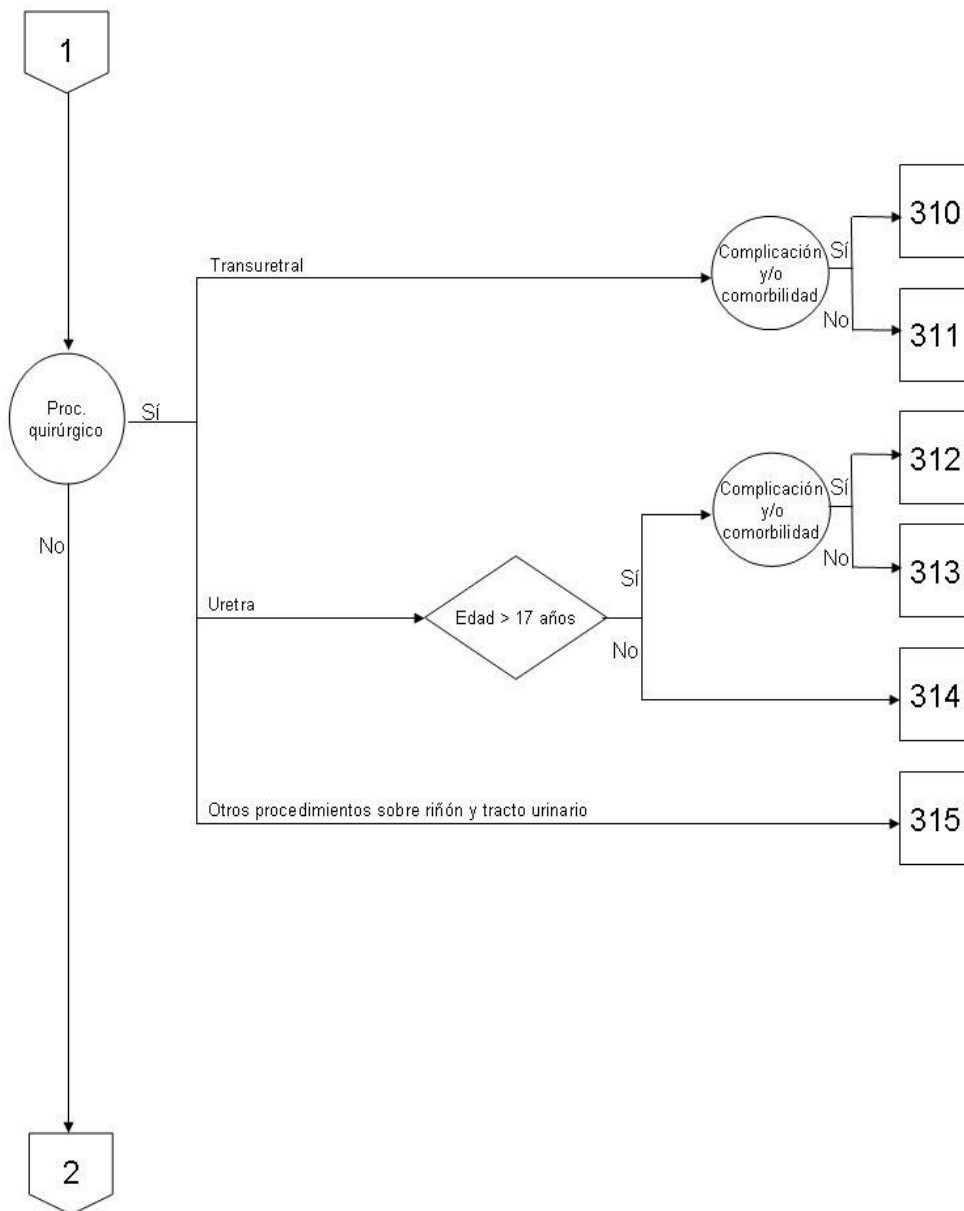 1
310
Transuretral
Complicación
y/o
comorbilidad
Sí
No
311
Proc.
quirúrgico
Sí
312
Complicación
y/o
comorbilidad
Sí
No
313
No
Uretra
Edad > 17 años
Sí
No
314
Otros procedimientos sobre riñón y tracto urinario
315
2